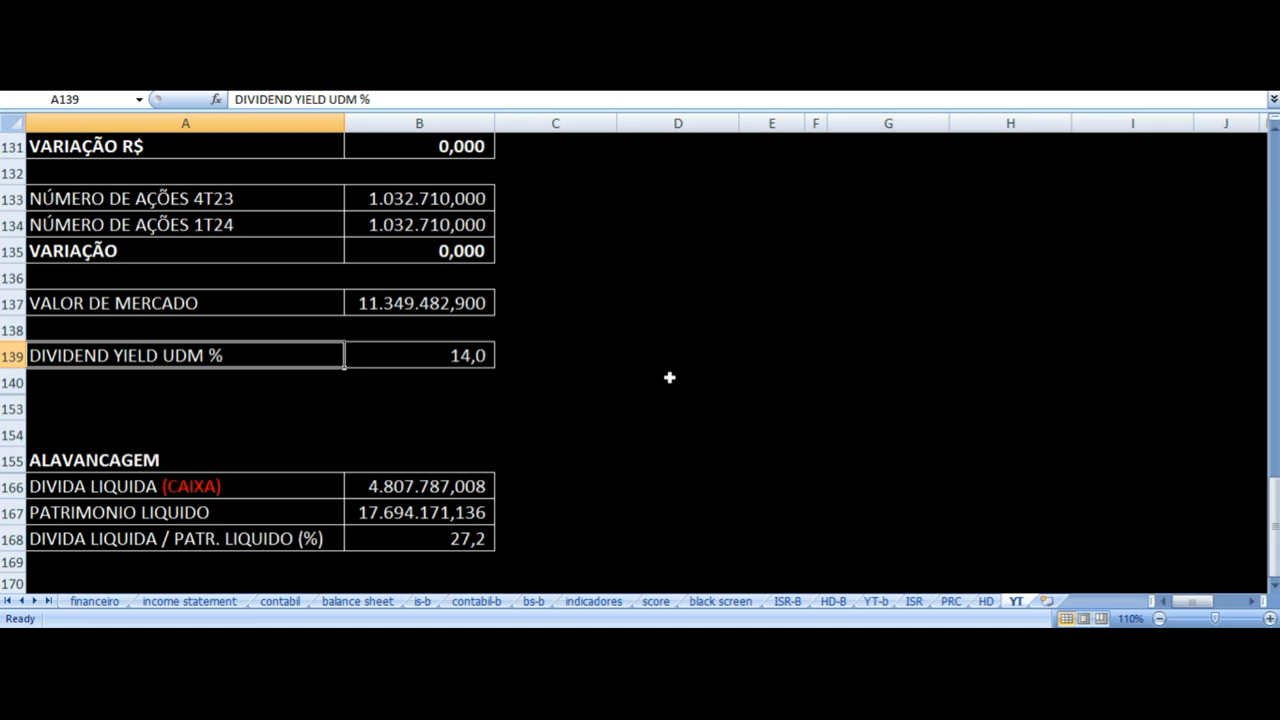 A139 fx DIVIDEND YIELD UDM %
A B C D E F G H I J
131 VARIAÇÃO R$ 0,000
132
133 NÚMERO DE AÇÕES 4T23 1.032.710,000
134 NÚMERO DE AÇÕES 1T24 1.032.710,000
135 VARIAÇÃO 0,000
136
137 VALOR DE MERCADO 11.349.482,900
138
139 DIVIDEND YIELD UDM % 14,0
140
153
154
155 ALAVANCAGEM
166 DIVIDA LIQUIDA (CAIXA) 4.807.787,008
167 PATRIMONIO LIQUIDO 17.694.171,136
168 DIVIDA LIQUIDA / PATR. LIQUIDO (%) 27,2
169
170
financeiro income statement contabil balance sheet is-b contabil-b bs-b indicadores score black screen ISR-B HD-B YT-b ISR PRC HD YT
Ready 110%